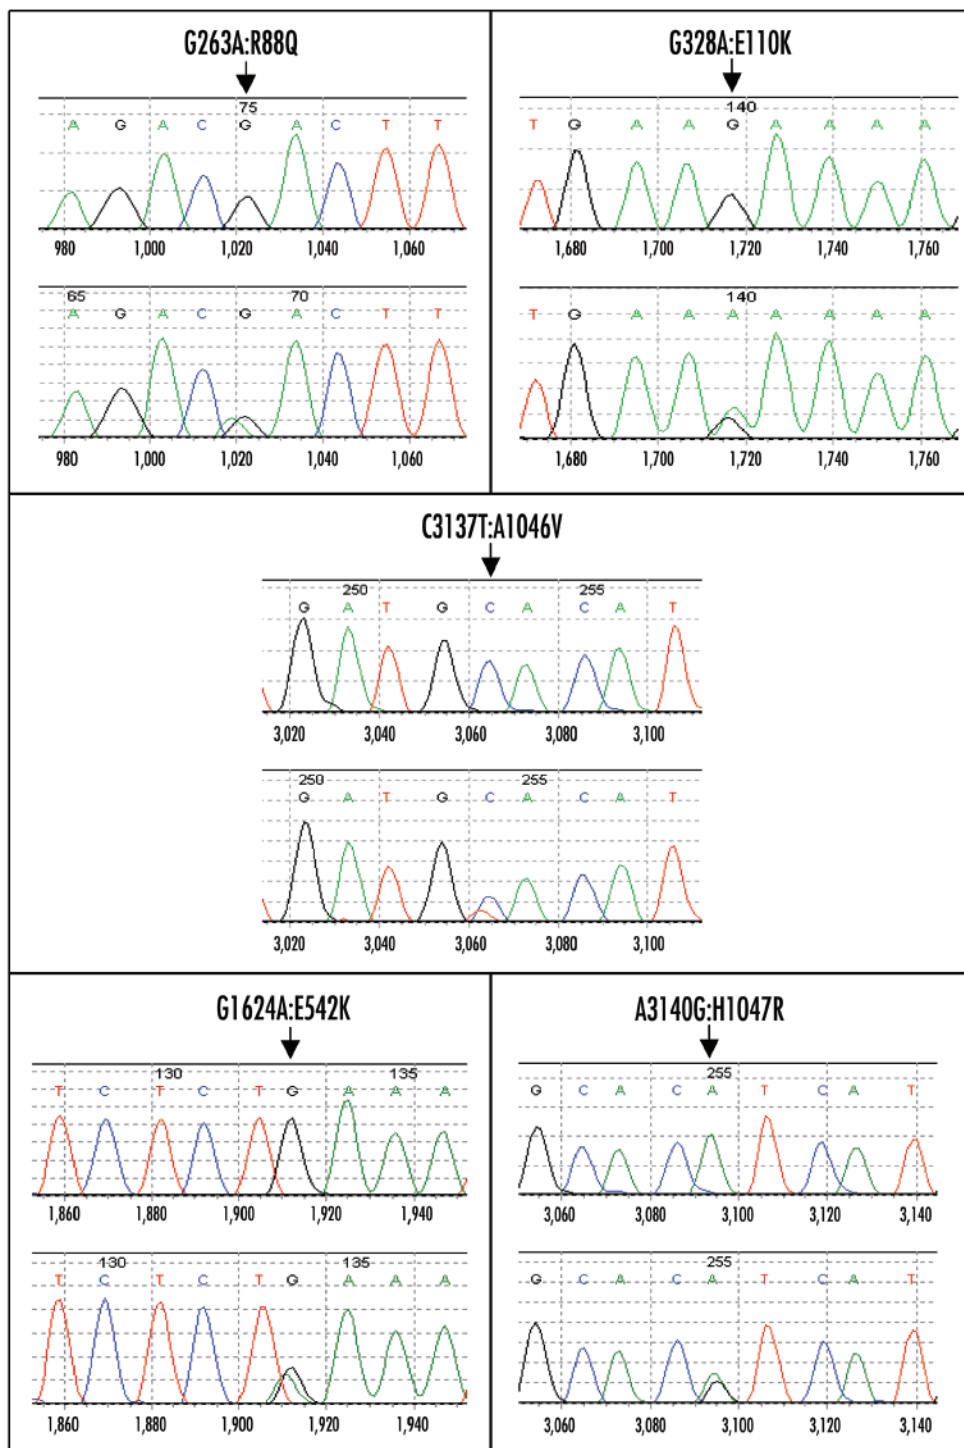 G263A:R88Q
75
A G A C G A C T T
980 1,000 1,020 1,040 1,060
65 70
A G A C G A C T T
980 1,000 1,020 1,040 1,060
G328A:E110K
140
T G A A G A A A A
1,680 1,700 1,720 1,740 1,760
140
T G A A A A A A A
1,680 1,700 1,720 1,740 1,760
C3137T:A1046V
250 255
G A T G C A C A T
3,020 3,040 3,060 3,080 3,100
250 255
G A T G C A C A T
3,020 3,040 3,060 3,080 3,100
G1624A:E542K
130 135
T C T C T G A A A
1,860 1,880 1,900 1,920 1,940
130 135
T C T C T G A A A
1,860 1,880 1,900 1,920 1,940
A3140G:H1047R
255
G C A C A T C A T
3,060 3,080 3,100 3,120 3,140
255
G C A C A T C A T
3,060 3,080 3,100 3,120 3,140